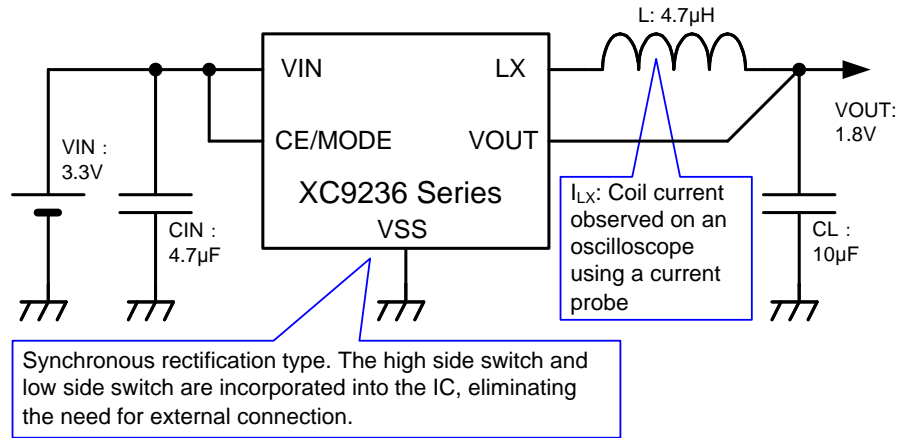 L: 4.7μH
VIN
LX
CE/MODE
VOUT
XC9236 Series
VSS
VIN :
3.3V
CIN :
4.7μF
VOUT:
1.8V
CL :
10μF
ILX: Coil current
observed on an
oscilloscope
using a current
probe
Synchronous rectification type. The high side switch and
low side switch are incorporated into the IC, eliminating
the need for external connection.